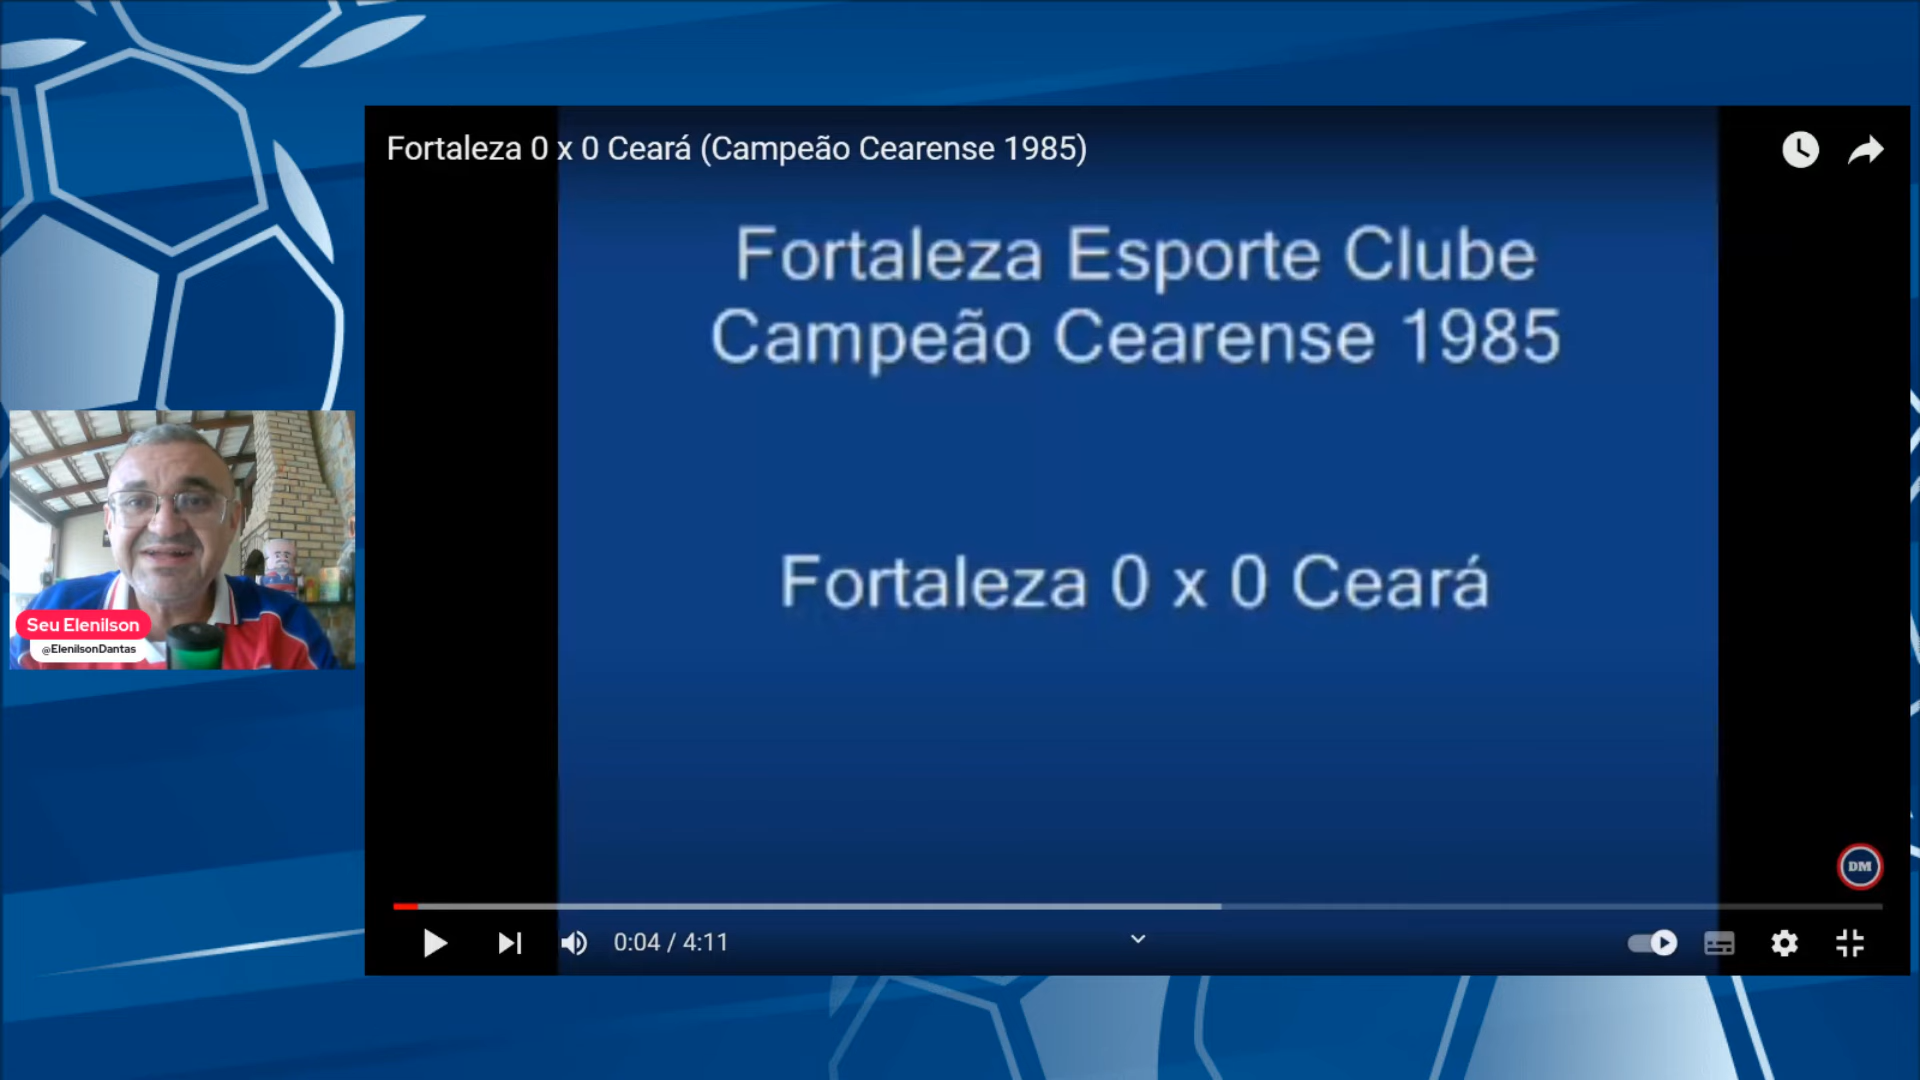 Fortaleza 0 x 0 Ceará (Campeão Cearense 1985)
Fortaleza Esporte Clube
Campeão Cearense 1985
Fortaleza 0 x 0 Ceará
Seu Elenilson
@ElenilsonDantas
DM
0:04 / 4:11